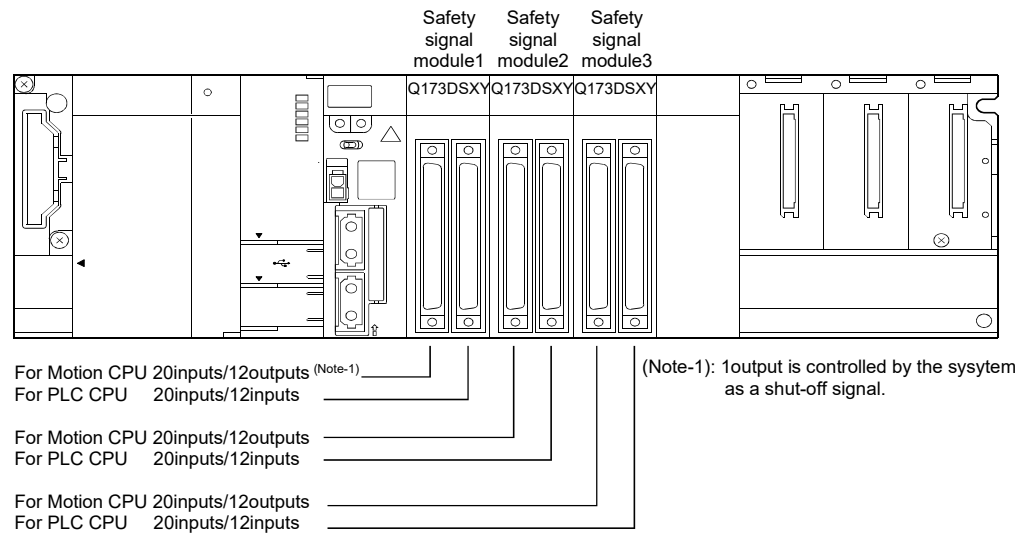 Safety signal module1
Safety signal module2
Safety signal module3
Q173DSXY
Q173DSXY
Q173DSXY
For Motion CPU 20inputs/12outputs (Note-1)
For PLC CPU 20inputs/12inputs
For Motion CPU 20inputs/12outputs
For PLC CPU 20inputs/12inputs
For Motion CPU 20inputs/12outputs
For PLC CPU 20inputs/12inputs
(Note-1): 1output is controlled by the sysytem
as a shut-off signal.